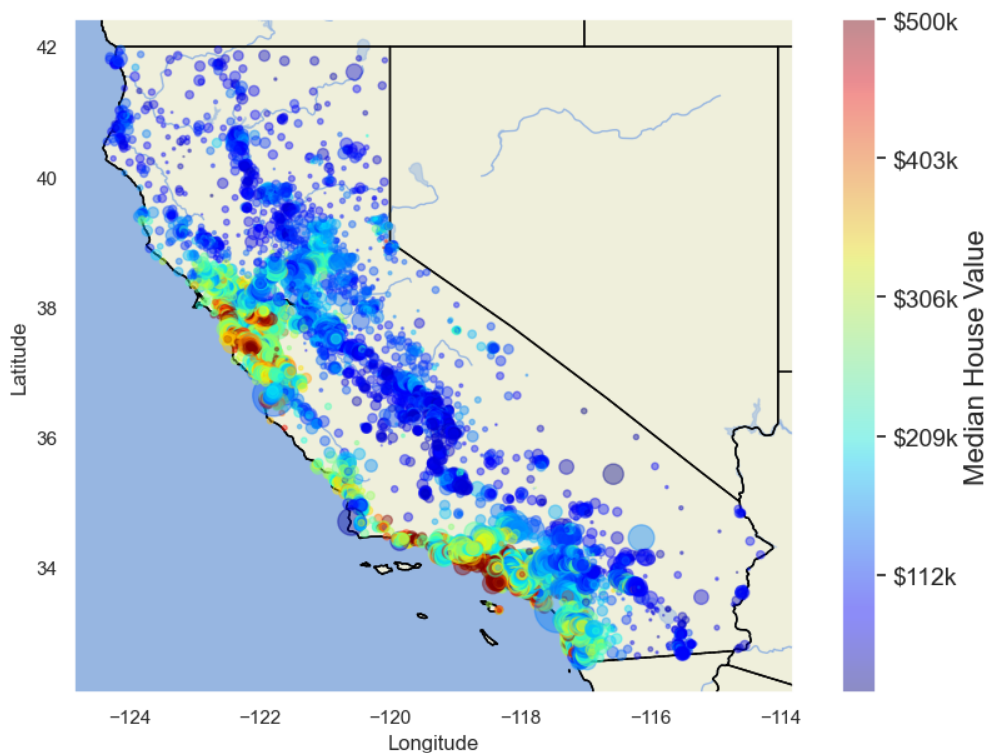 42
40
38
36
34
Latitude
−124
−122
−120
−118
−116
−114
Longitude
$500k
$403k
$306k
$209k
$112k
Median House Value